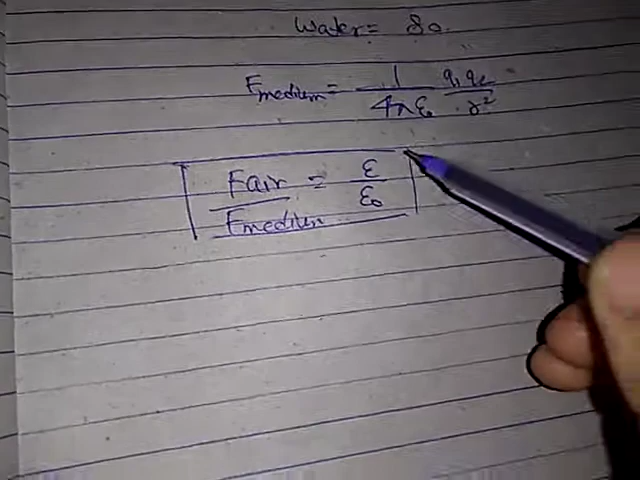 Water = 80.
Fmedium = 1/4πε₀ q₁q₂/r²
Fair/Fmedium = ε/ε₀